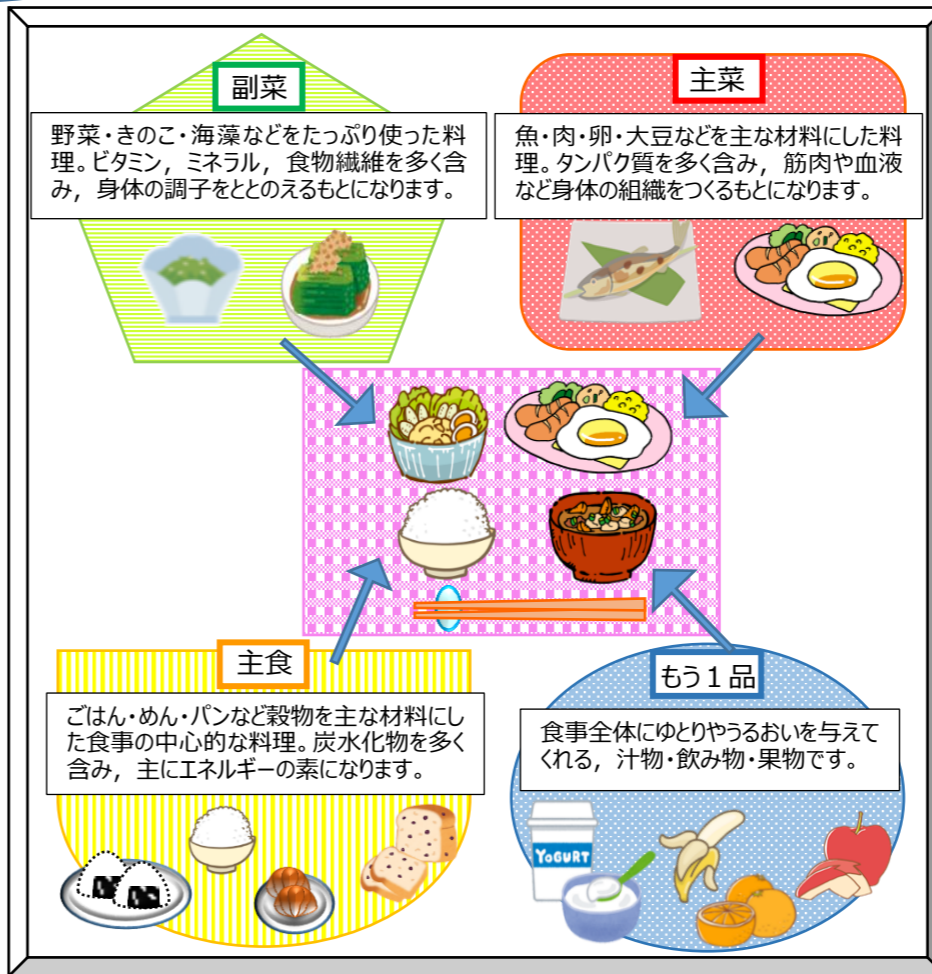 副菜
野菜・きのこ・海藻などをたっぷり使った料
理。ビタミン，ミネラル，食物繊維を多く含
み，身体の調子をととのえるもとになります。
主菜
魚・肉・卵・大豆などを主な材料にした料
理。タンパク質を多く含み，筋肉や血液
など身体の組織をつくるもとになります。
主食
ごはん・めん・パンなど穀物を主な材料にし
た食事の中心的な料理。炭水化物を多く
含み，主にエネルギーの素になります。
もう１品
食事全体にゆとりやうるおいを与えて
くれる，汁物・飲み物・果物です。
YOGURT